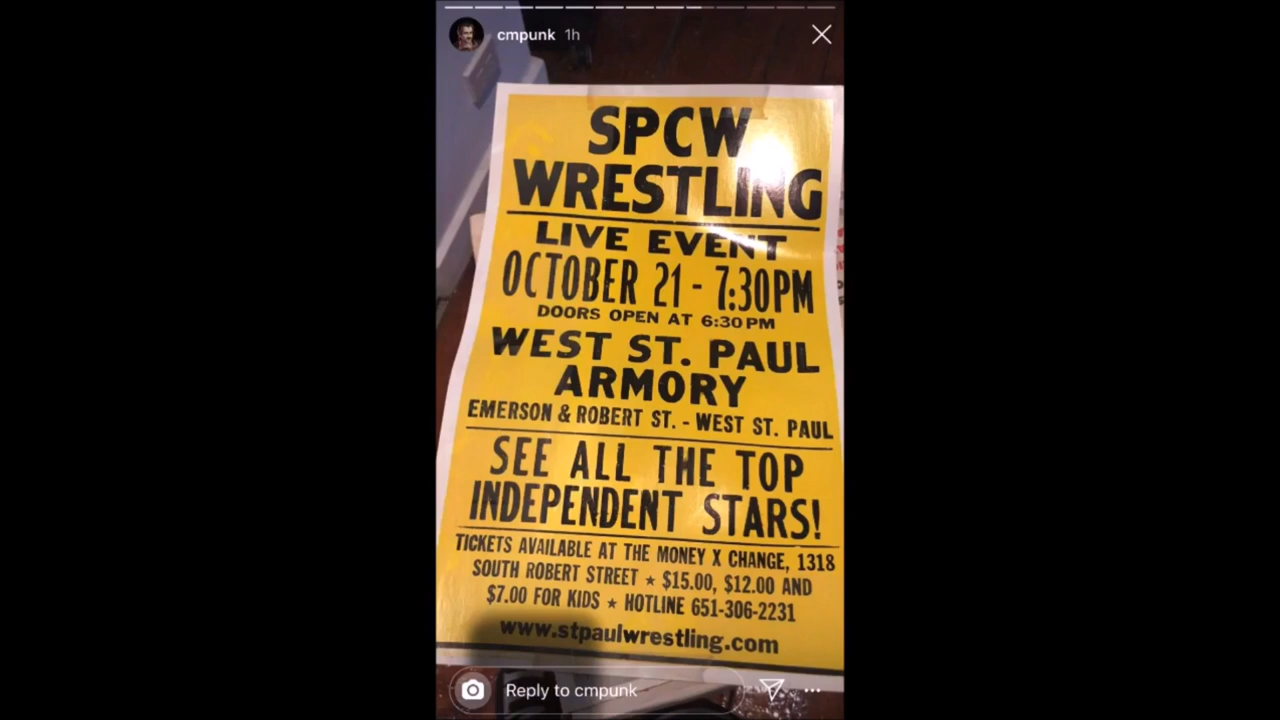 cmpunk 1h
SPCW
WRESTLING
LIVE EVENT
OCTOBER 21 - 7:30PM
DOORS OPEN AT 6:30PM
WEST ST. PAUL
ARMORY
EMERSON & ROBERT ST. - WEST ST. PAUL
SEE ALL THE TOP
INDEPENDENT STARS!
TICKETS AVAILABLE AT THE MONEY X CHANGE, 1318
SOUTH ROBERT STREET ★ $15.00, $12.00 AND
$7.00 FOR KIDS ★ HOTLINE 651-306-2231
www.stpaulwrestling.com
Reply to cmpunk